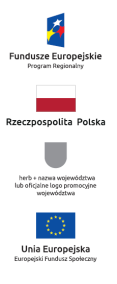 Fundusze Europejskie
Program Regionalny
Rzeczpospolita Polska
herb + nazwa województwa
lub oficjalne logo promocyjne
województwa
Unia Europejska
Europejski Fundusz Społeczny